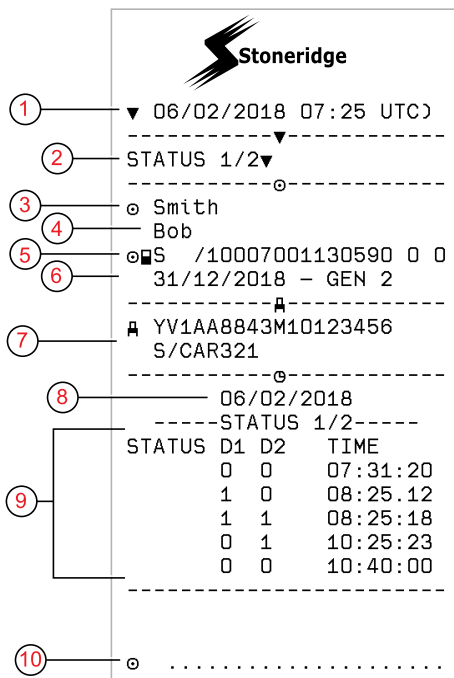 Stoneridge
1 ▼ 06/02/2018 07:25 UTC)
---------------▼---------------
2 STATUS 1/2▼
---------------⊙---------------
3 ⊙ Smith
4 Bob
5 ⊙■S /10007001130590 0 0
6 31/12/2018 – GEN 2
-------------------------------
7 YV1AA8843M10123456
S/CAR321
-------------------------------
8 06/02/2018
-----STATUS 1/2-----
9 STATUS D1 D2 TIME
0 0 07:31:20
1 0 08:25.12
1 1 08:25:18
0 1 10:25:23
0 1 10:40:00
-------------------------------
10 ⊙ .....................